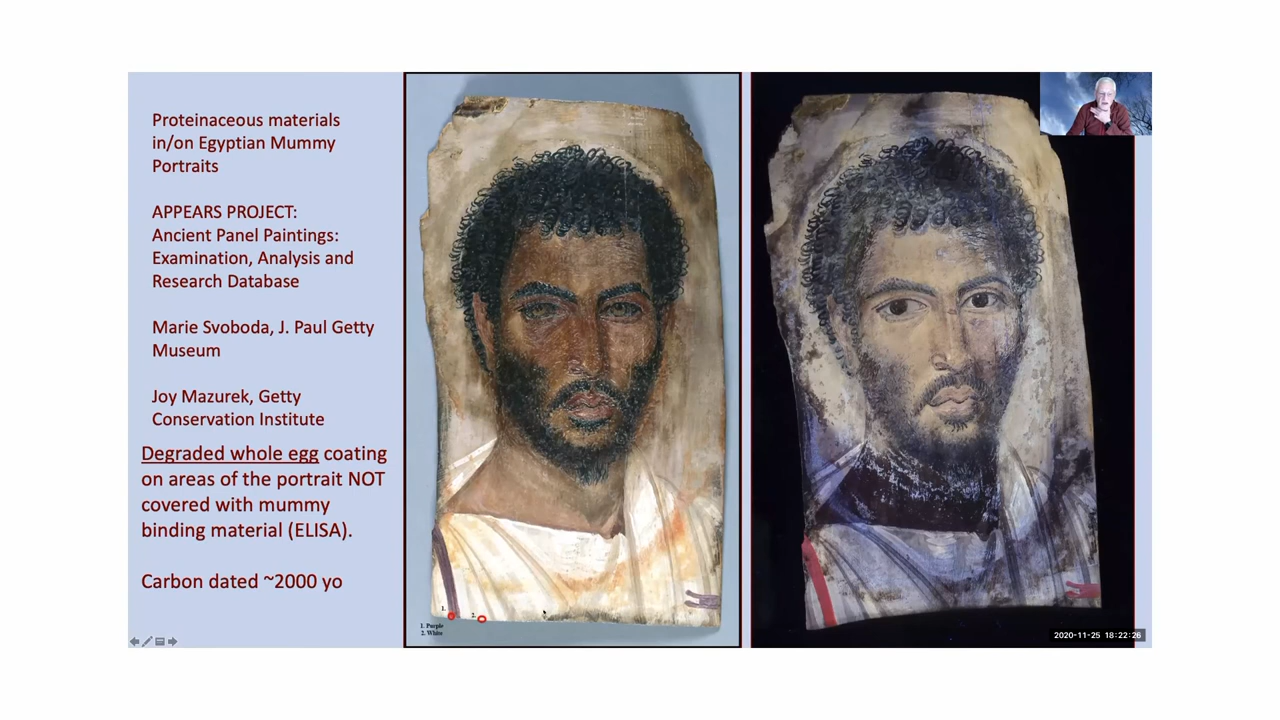 Proteinaceous materials
in/on Egyptian Mummy
Portraits
APPEARS PROJECT:
Ancient Panel Paintings:
Examination, Analysis and
Research Database
Marie Svoboda, J. Paul Getty
Museum
Joy Mazurek, Getty
Conservation Institute
Degraded whole egg coating
on areas of the portrait NOT
covered with mummy
binding material (ELISA).
Carbon dated ~2000 yo
1.
2.
1. Purple
2. White
2020-11-25 18:22:26